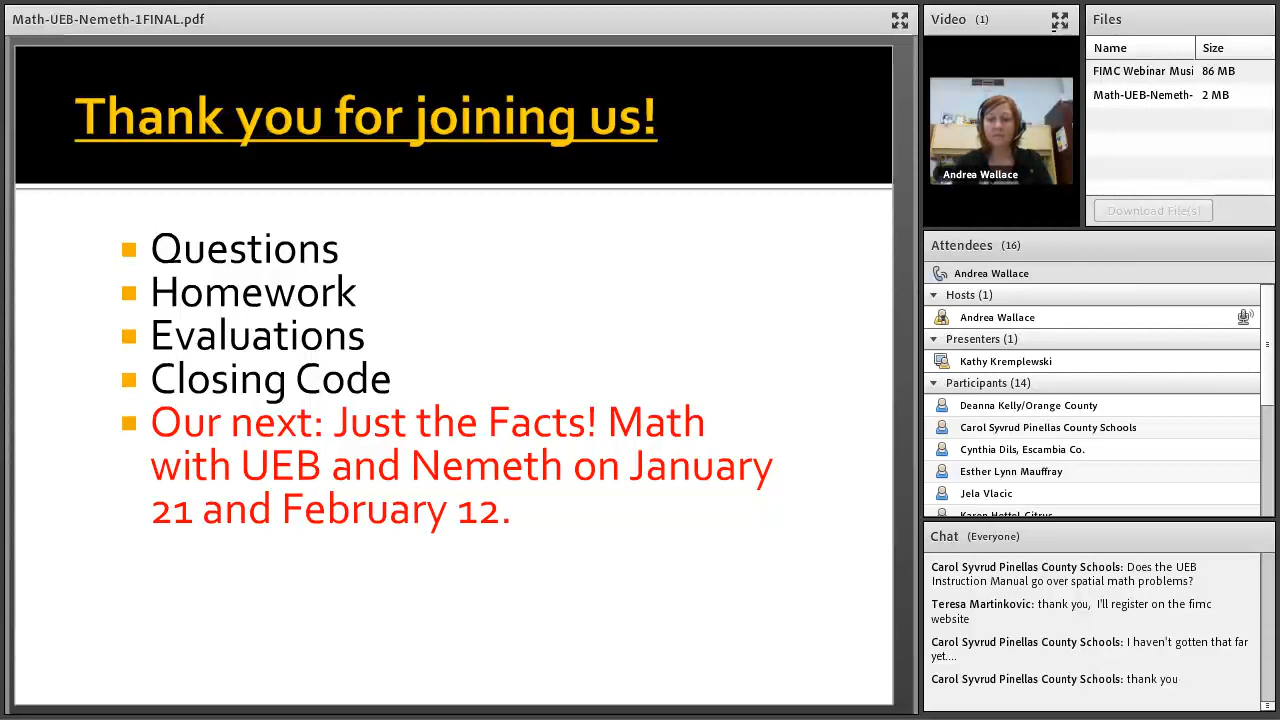 Math-UEB-Nemeth-1FINAL.pdf
Thank you for joining us!
Questions
Homework
Evaluations
Closing Code
Our next: Just the Facts! Math
with UEB and Nemeth on January
21 and February 12.
Video (1)
Andrea Wallace
Files
Name Size
FIMC Webinar Musi 86 MB
Math-UEB-Nemeth- 2 MB
Download File(s)
Attendees (16)
Andrea Wallace
Hosts (1)
Andrea Wallace
Presenters (1)
Kathy Kremplewski
Participants (14)
Deanna Kelly/Orange County
Carol Syvrud Pinellas County Schools
Cynthia Dils, Escambia Co.
Esther Lynn Mauffray
Jela Vlacic
Karen Hottel-Citrus
Chat (Everyone)
Carol Syvrud Pinellas County Schools: Does the UEB
Instruction Manual go over spatial math problems?
Teresa Martinkovic: thank you, I'll register on the fimc
website
Carol Syvrud Pinellas County Schools: I haven't gotten that far
yet....
Carol Syvrud Pinellas County Schools: thank you